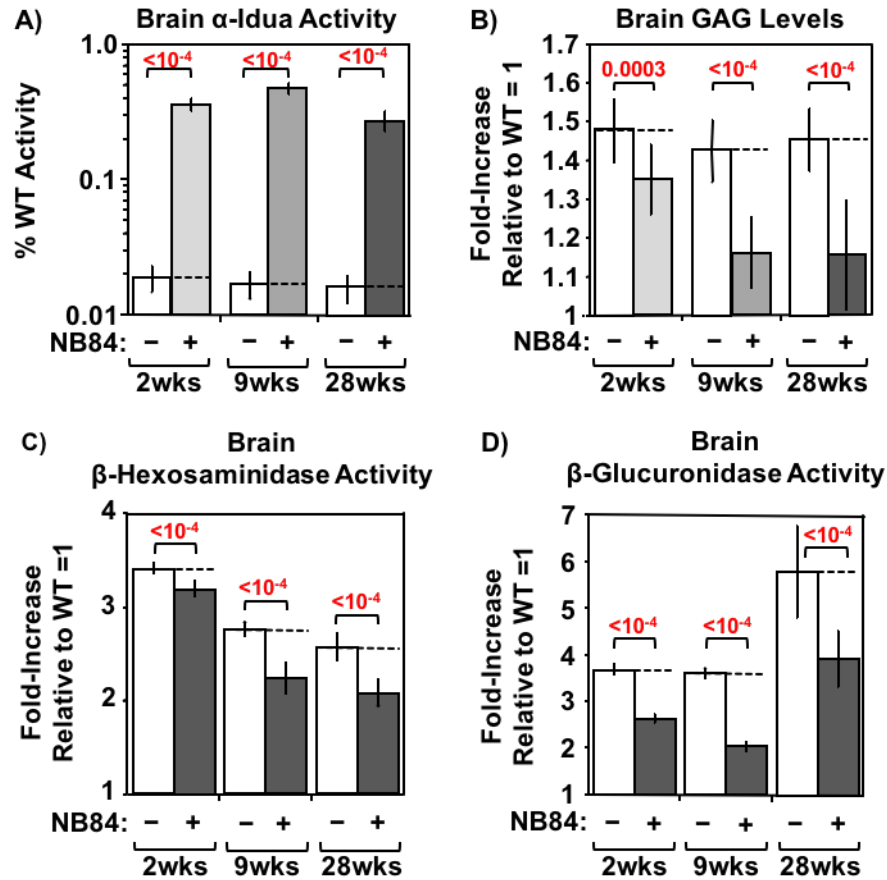 A) Brain α-Idua Activity
% WT Activity
1.0
0.1
0.01
<10-4 <10-4 <10-4
NB84: – + – + – +
2wks 9wks 28wks
B) Brain GAG Levels
Fold-Increase
Relative to WT = 1
1.7
1.6
1.5
1.4
1.3
1.2
1.1
1
0.0003 <10-4 <10-4
NB84: – + – + – +
2wks 9wks 28wks
C) Brain
β-Hexosaminidase Activity
Fold-Increase
Relative to WT =1
4
3
2
1
<10-4 <10-4 <10-4
NB84: – + – + – +
2wks 9wks 28wks
D) Brain
β-Glucuronidase Activity
Fold-Increase
Relative to WT =1
7
6
5
4
3
2
1
<10-4 <10-4 <10-4
NB84: – + – + – +
2wks 9wks 28wks